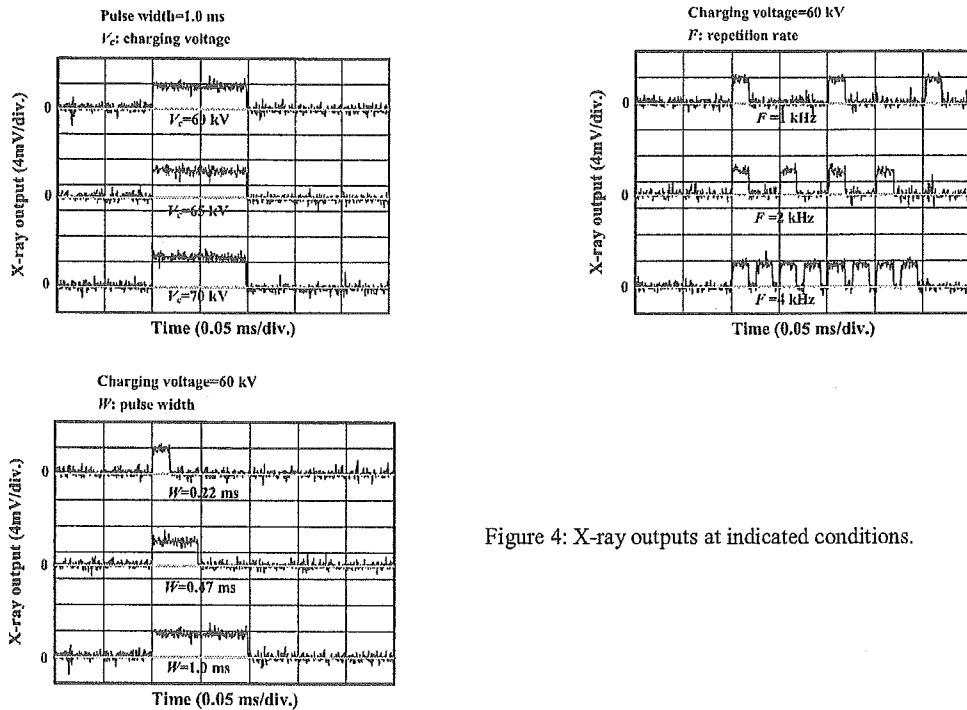 Pulse width=1.0 ms
Vc: charging voltage
X-ray output (4mV/div.)
0
Vc=60 kV
0
Vc=65 kV
0
Vc=70 kV
Time (0.05 ms/div.)
Charging voltage=60 kV
F: repetition rate
X-ray output (4mV/div.)
0
F=1 kHz
0
F=2 kHz
0
F=4 kHz
Time (0.05 ms/div.)
Charging voltage=60 kV
W: pulse width
X-ray output (4mV/div.)
0
W=0.22 ms
0
W=0.47 ms
0
W=1.0 ms
Time (0.05 ms/div.)
Figure 4: X-ray outputs at indicated conditions.